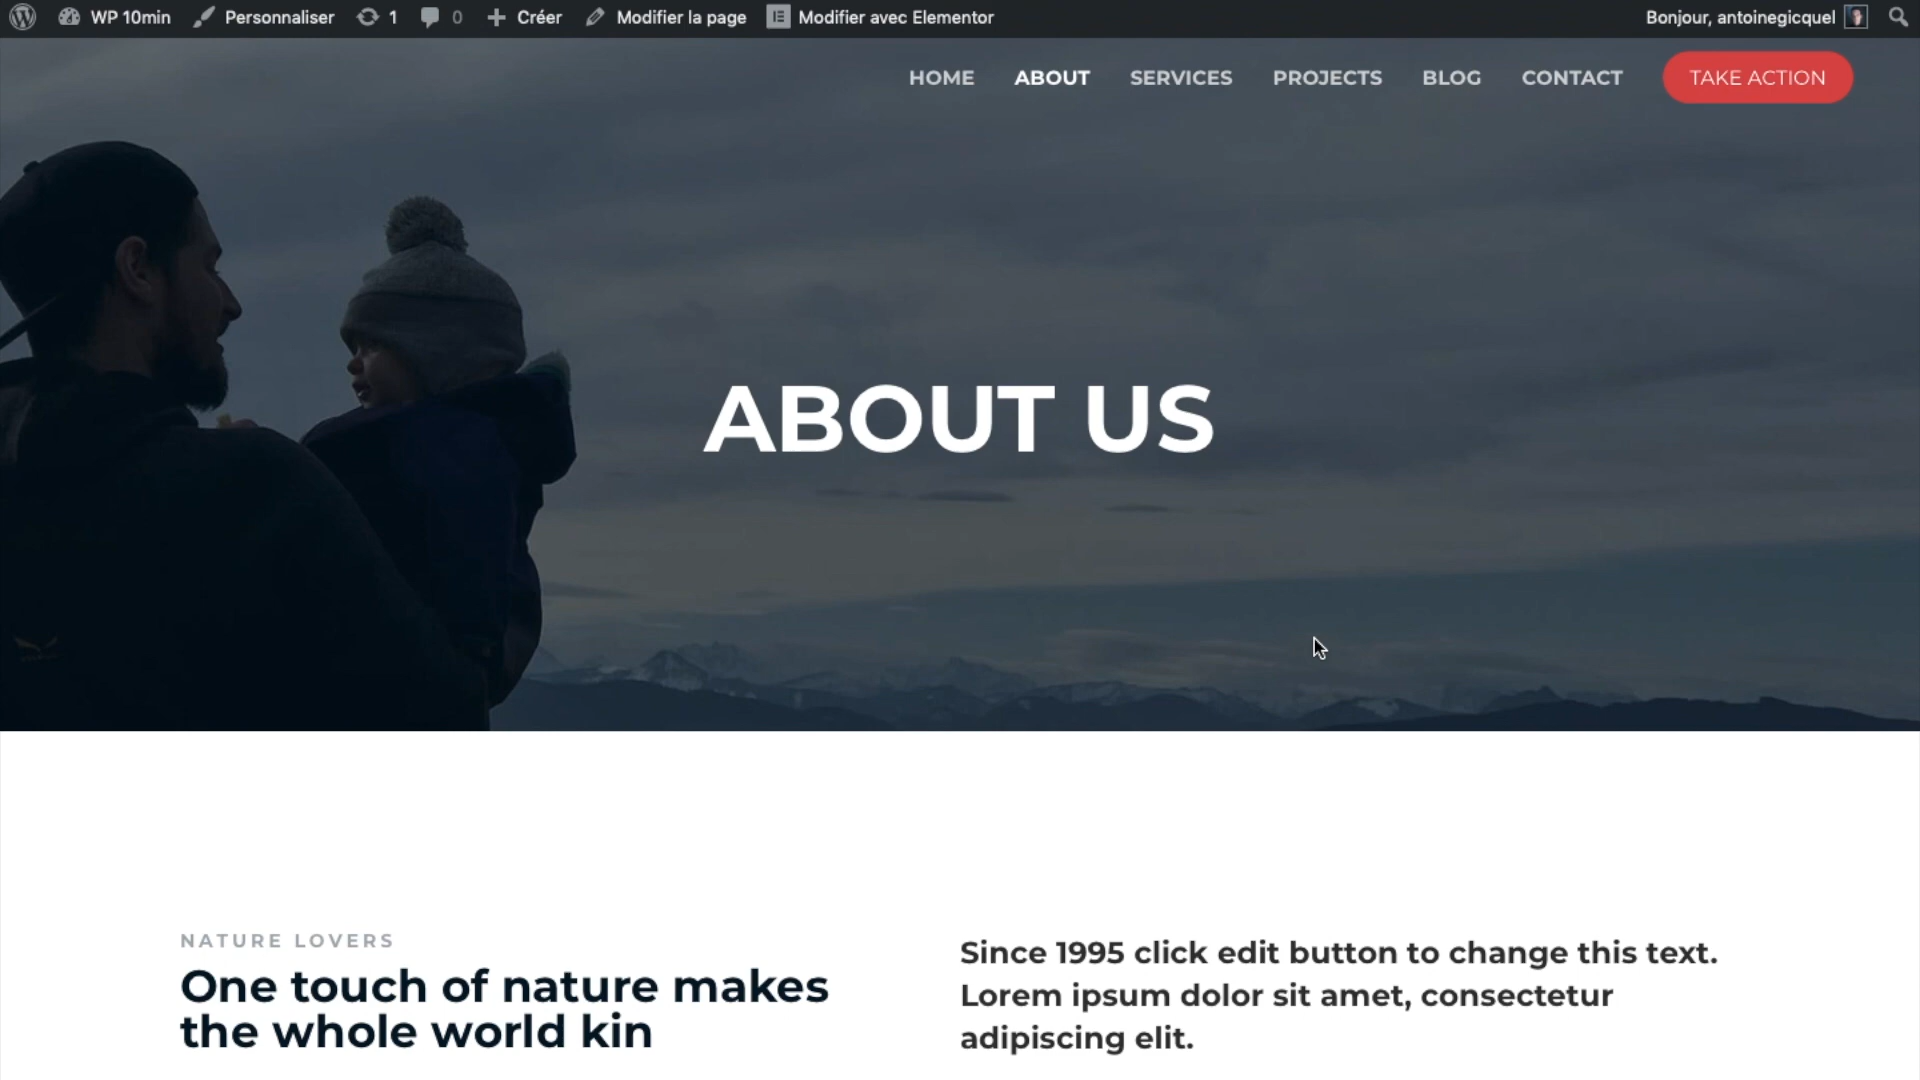 WP 10min Personnaliser 1 0 Créer Modifier la page Modifier avec Elementor Bonjour, antoinegicquel
HOME ABOUT SERVICES PROJECTS BLOG CONTACT TAKE ACTION
ABOUT US
NATURE LOVERS
One touch of nature makes
the whole world kin
Since 1995 click edit button to change this text.
Lorem ipsum dolor sit amet, consectetur
adipiscing elit.